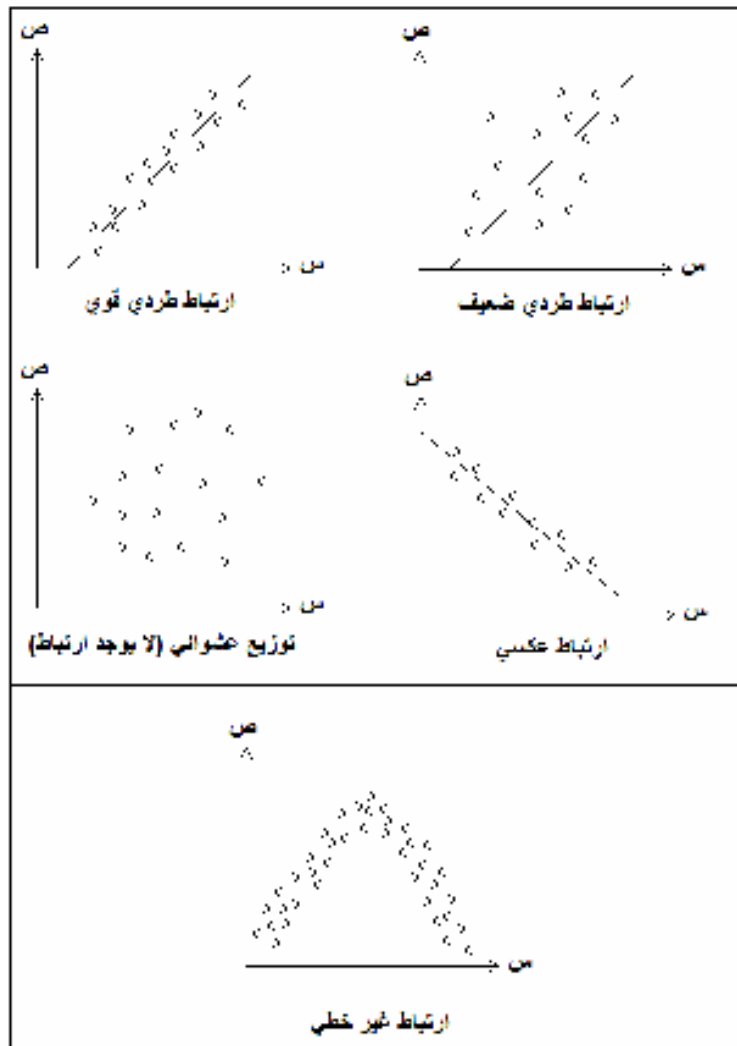 ص
س
ارتباط طردي قوي
ص
س
ارتباط طردي ضعيف
ص
س
توزيع عشوائي (لا يوجد ارتباط)
ص
س
ارتباط عكسي
ص
س
ارتباط غير خطي